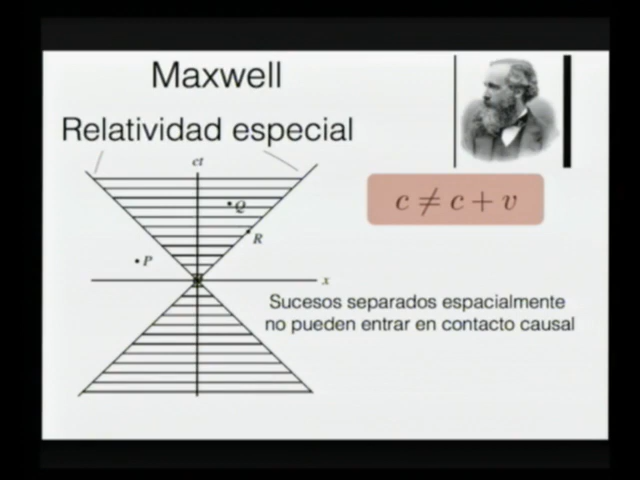 Maxwell
Relatividad especial
ct
Q
c ≠ c + v
R
P
x
Sucesos separados espacialmente
no pueden entrar en contacto causal